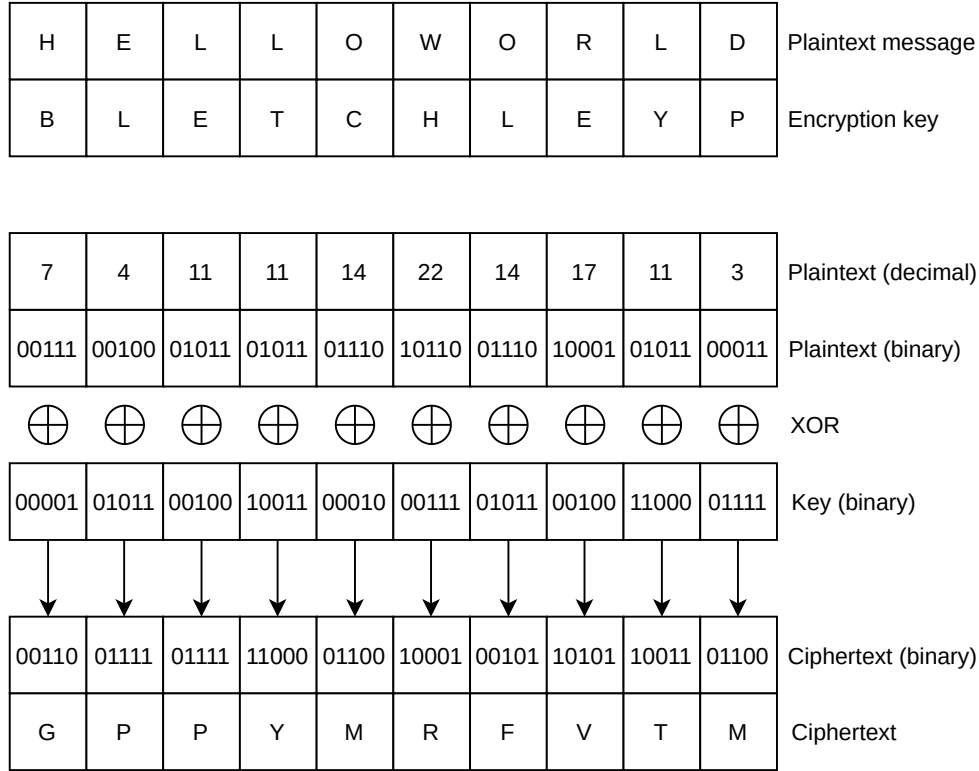 H E L L O W O R L D Plaintext message
B L E T C H L E Y P Encryption key
7 4 11 11 14 22 14 17 11 3 Plaintext (decimal)
00111 00100 01011 01011 01110 10110 01110 10001 01011 00011 Plaintext (binary)
XOR
00001 01011 00100 10011 00010 00111 01011 00100 11000 01111 Key (binary)
00110 01111 01111 11000 01100 10001 00101 10101 10011 01100 Ciphertext (binary)
G P P Y M R F V T M Ciphertext